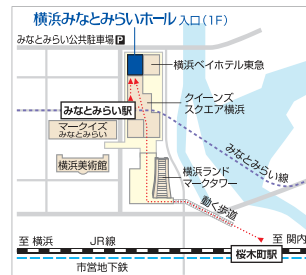 横浜みなとみらいホール 入口(1F)
みなとみらい公共駐車場 P
横浜ベイホテル東急
クイーンズ
スクエア横浜
みなとみらい駅
マークイズ
みなとみらい
みなとみらい線
横浜美術館
横浜ランド
マークタワー
動く歩道
至 横浜
JR線
至 関内
桜木町駅
市営地下鉄